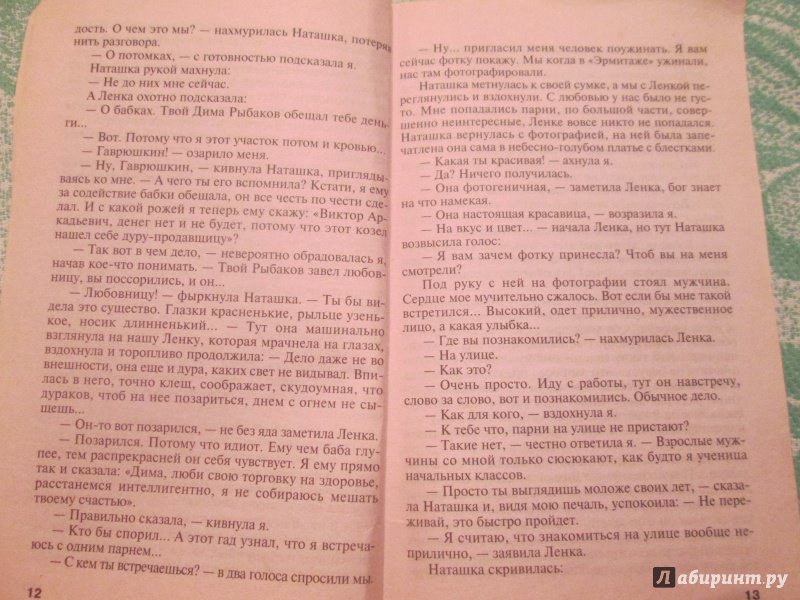 дость. О чем это мы? — нахмурилась Наташка, потеряв
нить разговора.
— О потомках, — с готовностью подсказала я.
Наташка рукой махнула:
— Не до них мне сейчас.
А Ленка охотно подсказала:
— О бабках. Твой Дима Рыбаков обещал тебе день-
ги...
— Вот. Потому что я этот участок потом и кровью...
— Гаврюшкин! — озарило меня.
— Ну, Гаврюшкин, — кивнула Наташка, пригляды-
ваясь ко мне. — А чего ты его вспомнила? Кстати, я ему
за содействие бабки обещала, он все честь по чести сде-
лал. И с какой рожей я теперь ему скажу: «Виктор Ар-
кадьевич, денег нет и не будет, потому что этот козел
нашел себе дуру-продавщицу»?
— Так вот в чем дело, — невероятно обрадовалась я,
начав кое-что понимать. — Твой Рыбаков завел любов-
ницу, вы поссорились, и он...
— Любовницу! — фыркнула Наташка. — Ты бы ви-
дела это существо. Глазки красненькие, рыльце узень-
кое, носик длинненький... — Тут она машинально
взглянула на нашу Ленку, которая мрачнела на глазах,
вздохнула и торопливо продолжила: — Дело даже не во
внешности, она еще и дура, каких свет не видывал. Впи-
лась в него, точно клещ, соображает, скудоумная, что
дураков, чтоб на нее позариться, днем с огнем не сы-
щешь...
— Он-то вот позарился, — не без яда заметила Ленка.
— Позарился. Потому что идиот. Ему чем баба глу-
пее, тем распрекрасней он себя чувствует. Я ему прямо
так и сказала: «Дима, люби свою торговку на здоровье,
расстанемся интеллигентно, я не собираюсь мешать
твоему счастью».
— Правильно сказала, — кивнула я.
— Кто бы спорил... А этот гад узнал, что я встреча-
юсь с одним парнем...
— С кем ты встречаешься? — в два голоса спросили мы.
12
— Ну... пригласил меня человек поужинать. Я вам
сейчас фотку покажу. Мы когда в «Эрмитаже» ужинали,
нас там фотографировали.
Наташка метнулась к своей сумке, а мы с Ленкой пе-
реглянулись и вздохнули. С любовью у нас было не гус-
то. Мне попадались парни, по большой части, совер-
шенно неинтересные, Ленке вовсе никто не попадался.
Наташка вернулась с фотографией, на ней была запе-
чатлена она сама в небесно-голубом платье с блестками.
— Какая ты красивая! — ахнула я.
— Да? Ничего получилась.
— Она фотогеничная, — заметила Ленка, бог знает
на что намекая.
— Она настоящая красавица, — возразила я.
— На вкус и цвет... — начала Ленка, но тут Наташка
возвысила голос:
— Я вам зачем фотку принесла? Чтоб вы на меня
смотрели?
Под руку с ней на фотографии стоял мужчина.
Сердце мое мучительно сжалось. Вот если бы мне такой
встретился... Высокий, одет прилично, мужественное
лицо, а какая улыбка...
— Где вы познакомились? — нахмурилась Ленка.
— На улице.
— Как это?
— Очень просто. Иду с работы, тут он навстречу,
слово за слово, вот и познакомились. Обычное дело.
— Как для кого, — вздохнула я.
— К тебе что, парни на улице не пристают?
— Такие нет, — честно ответила я. — Взрослые муж-
чины со мной только сюсюкают, как будто я ученица
начальных классов.
— Просто ты выглядишь моложе своих лет, — сказа-
ла Наташка и, видя мою печаль, успокоила: — Не пере-
живай, это быстро пройдет.
— Я считаю, что знакомиться на улице вообще не-
прилично, — заявила Ленка.
Наташка скривилась:
13
Лабиринт.ру